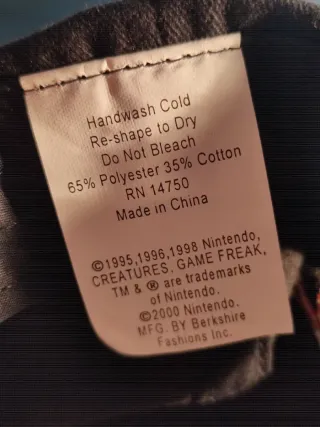 Handwash Cold
Re-shape to Dry
Do Not Bleach
65% Polyester 35% Cotton
RN 14750
Made in China
©1995,1996,1998 Nintendo,
CREATURES. GAME FREAK,
TM & ® are trademarks
of Nintendo.
©2000 Nintendo.
MFG. BY Berkshire
Fashions Inc.